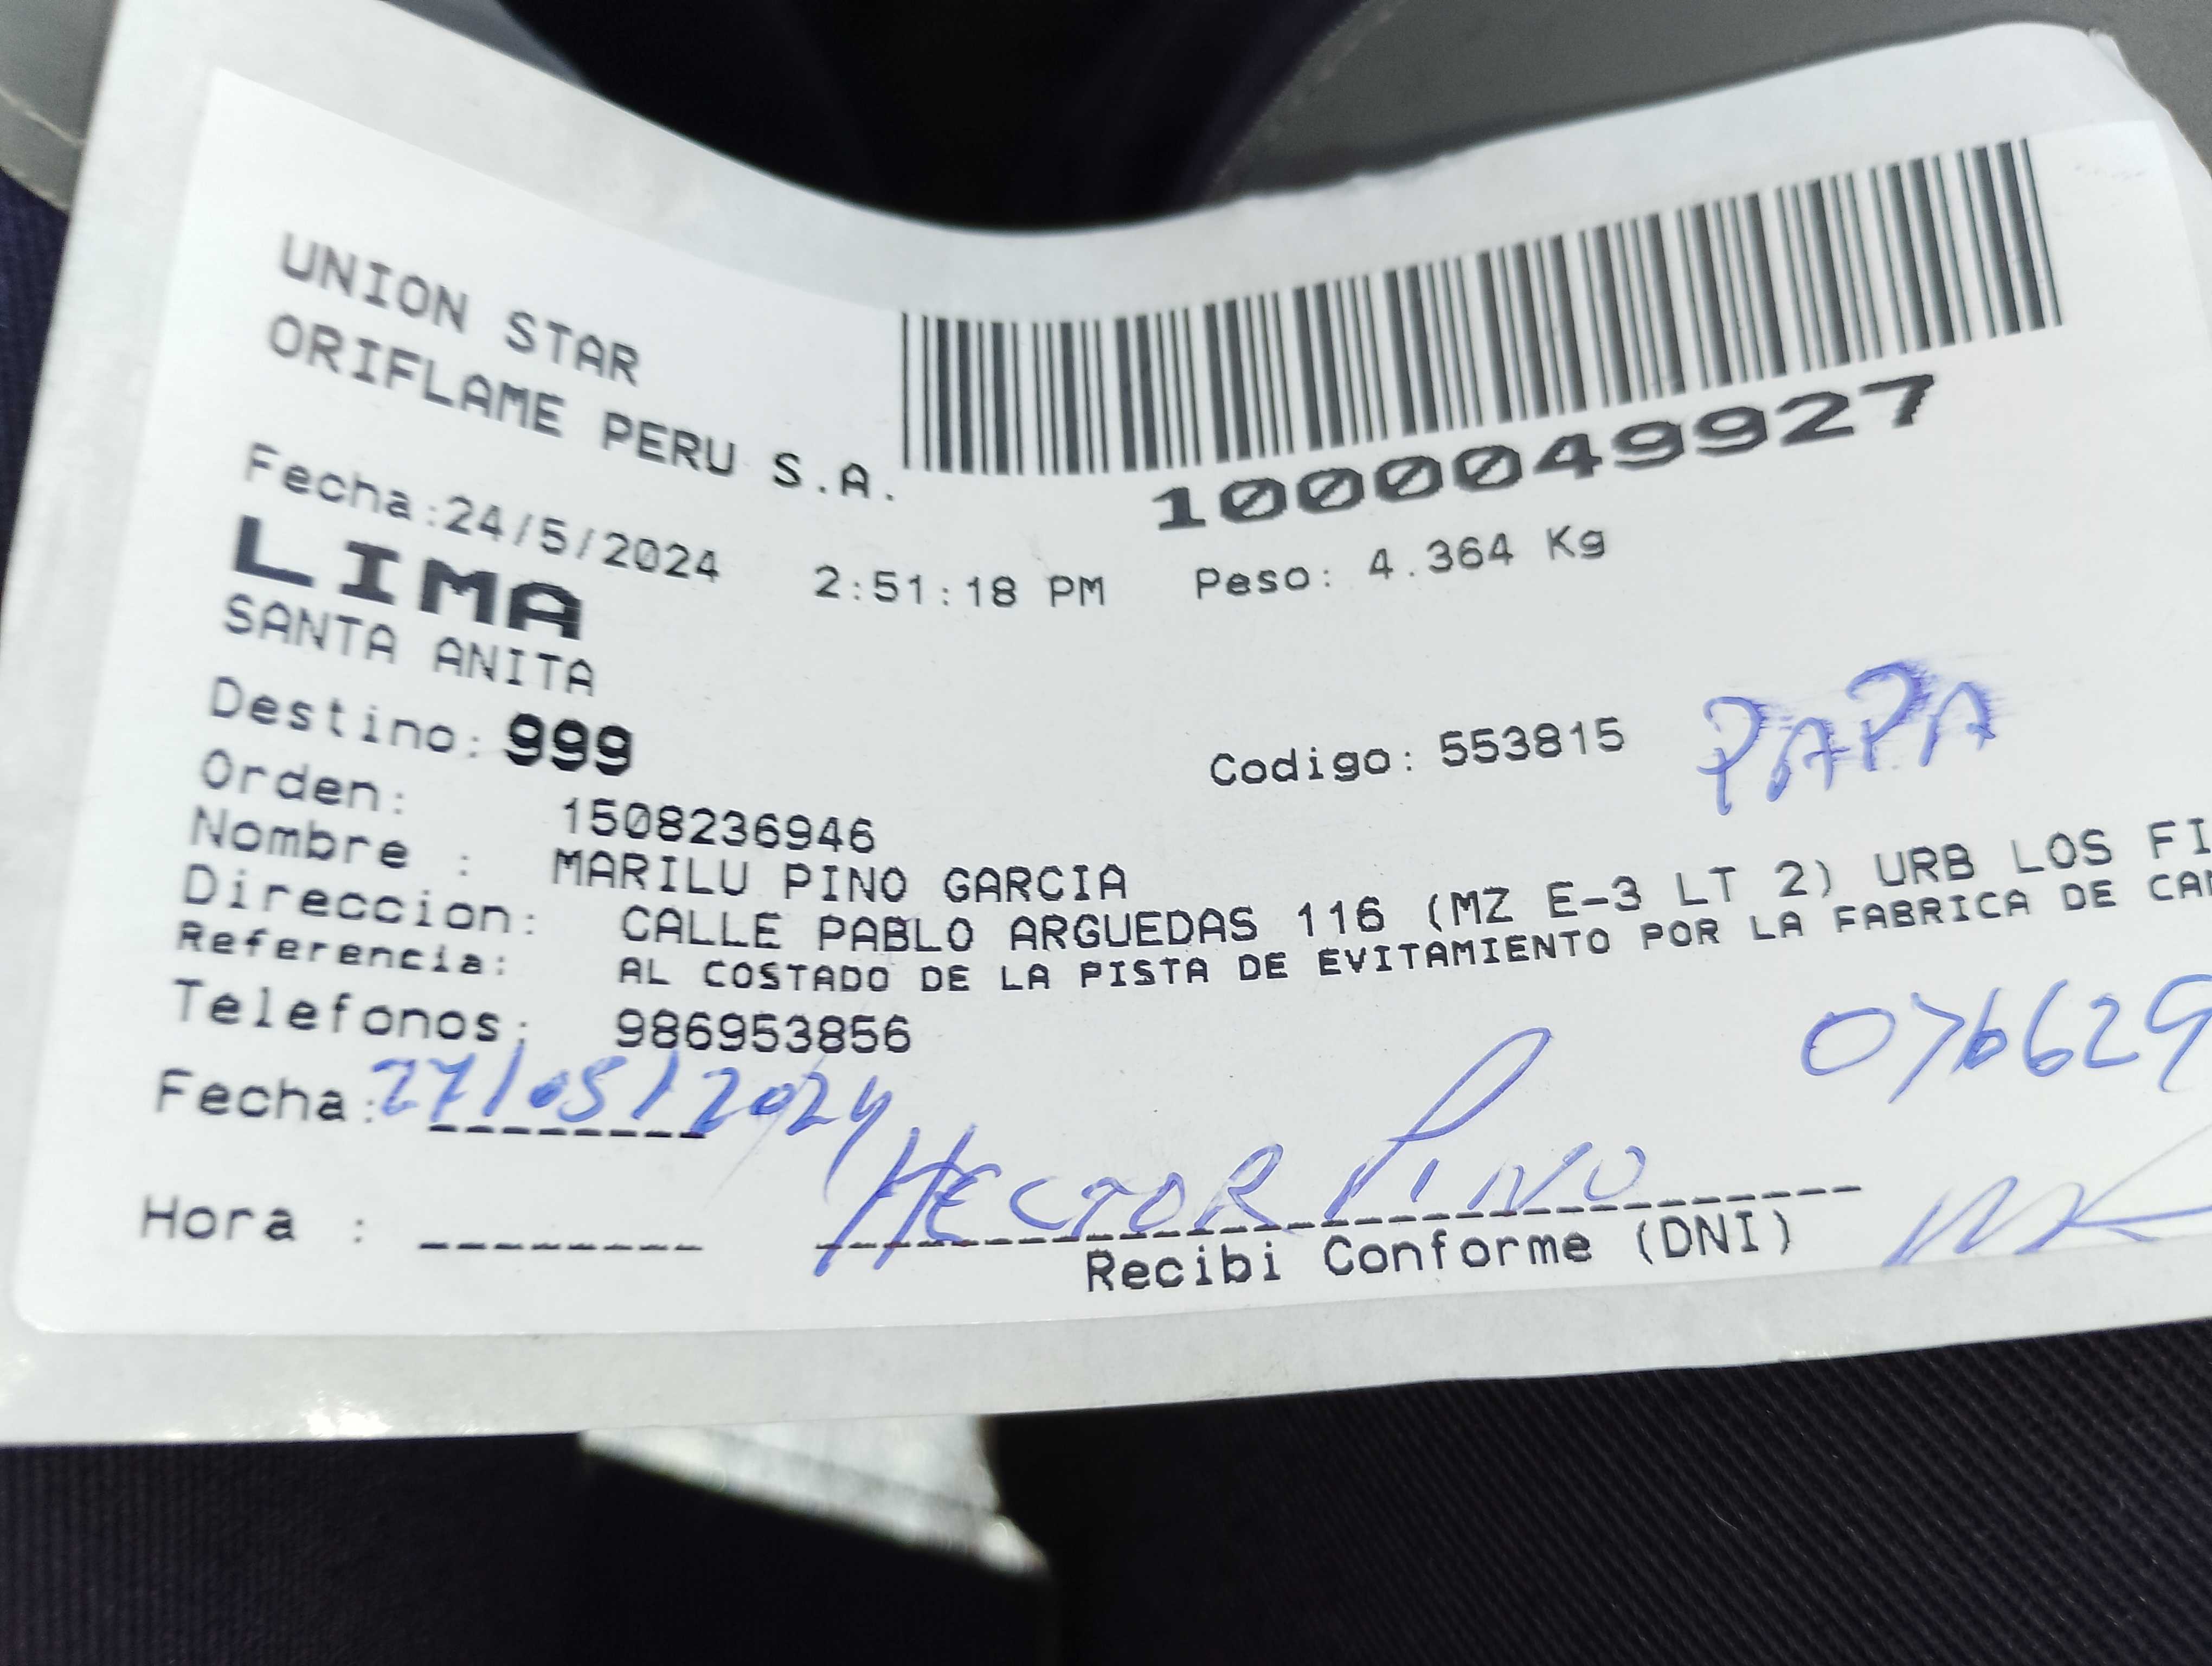 UNION STAR
ORIFLAME PERU S.A.
1000049927
Fecha:24/5/2024 2:51:18 PM Peso: 4.364 Kg
LIMA
SANTA ANITA
Destino: 999 Codigo: 553815 PAPA
Orden: 1508236946
Nombre : MARILU PINO GARCIA
Direccion: CALLE PABLO ARGUEDAS 116 (MZ E-3 LT 2) URB LOS FI
Referencia: AL COSTADO DE LA PISTA DE EVITAMIENTO POR LA FABRICA DE CA
Telefonos: 986953856
076629
Fecha: 27/05/2024
HECTOR PINO
Hora :
Recibi Conforme (DNI)